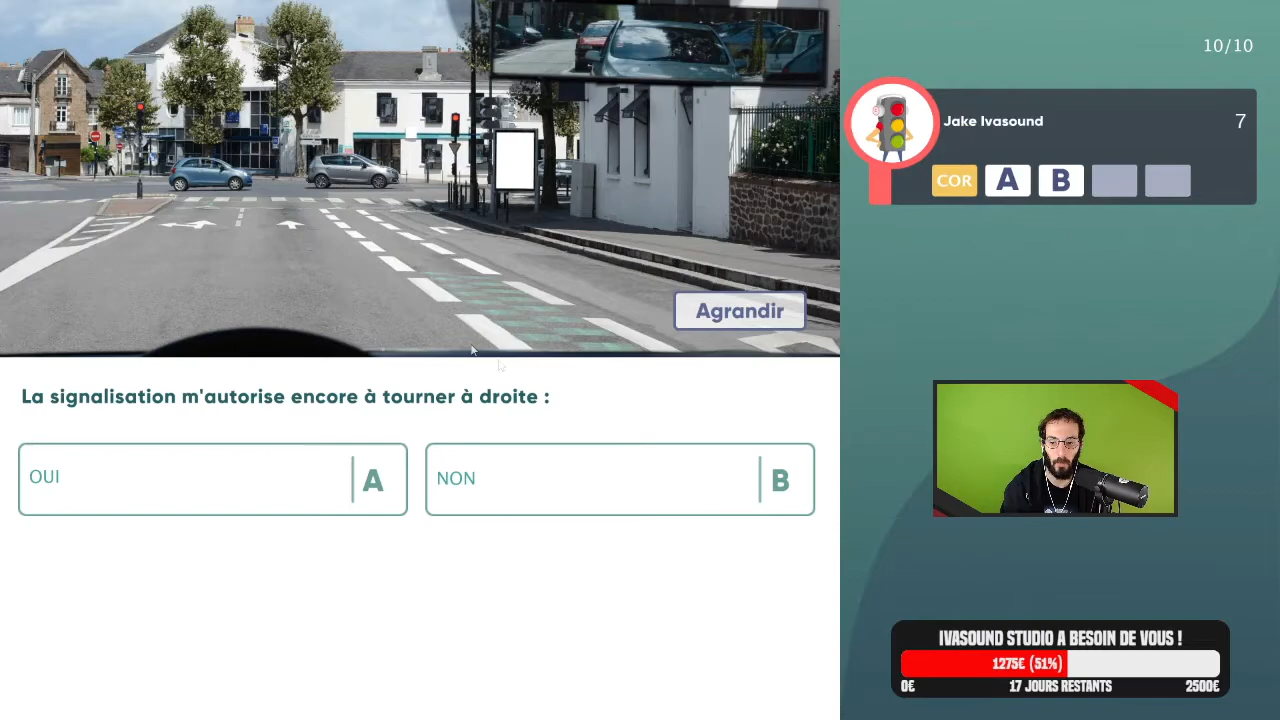 Agrandir
La signalisation m'autorise encore à tourner à droite :
OUI
A
NON
B
10/10
Jake Ivasound
7
COR
A
B
IVASOUND STUDIO A BESOIN DE VOUS !
1275€ (51%)
0€
17 JOURS RESTANTS
2500€